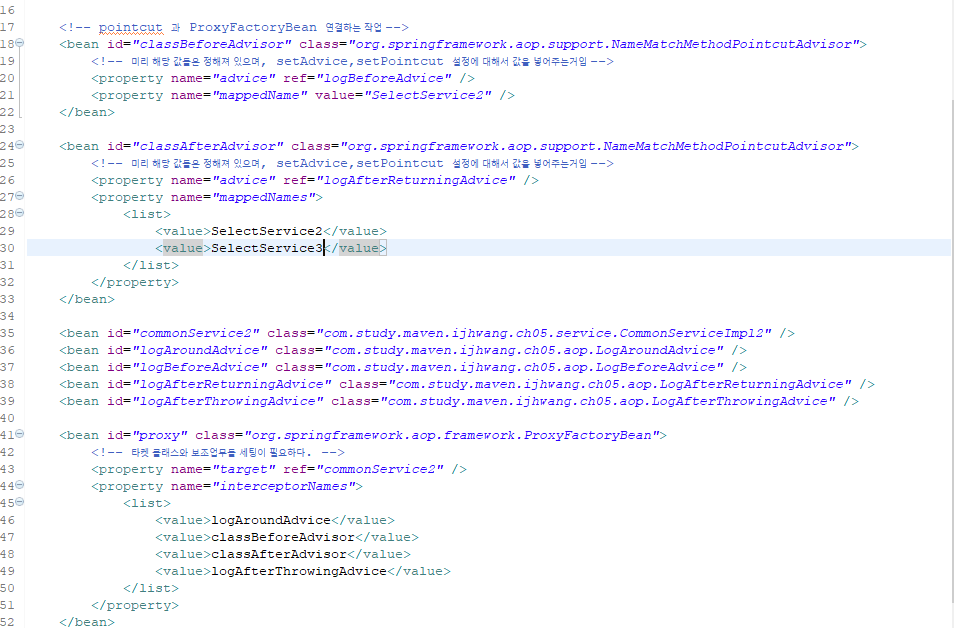 16
17 <!-- pointcut 과 ProxyFactoryBean 연결하는 작업 -->
18 <bean id="classBeforeAdvisor" class="org.springframework.aop.support.NameMatchMethodPointcutAdvisor">
19 <!-- 미리 해당 값들은 정해져 있으며, setAdvice,setPointcut 설정에 대해서 값을 넣어주는거임 -->
20 <property name="advice" ref="logBeforeAdvice" />
21 <property name="mappedName" value="SelectService2" />
22 </bean>
23
24 <bean id="classAfterAdvisor" class="org.springframework.aop.support.NameMatchMethodPointcutAdvisor">
25 <!-- 미리 해당 값들은 정해져 있으며, setAdvice,setPointcut 설정에 대해서 값을 넣어주는거임 -->
26 <property name="advice" ref="logAfterReturningAdvice" />
27 <property name="mappedNames">
28 <list>
29 <value>SelectService2</value>
30 <value>SelectService3</value>
31 </list>
32 </property>
33 </bean>
34
35 <bean id="commonService2" class="com.study.maven.ijhwang.ch05.service.CommonServiceImpl2" />
36 <bean id="logAroundAdvice" class="com.study.maven.ijhwang.ch05.aop.LogAroundAdvice" />
37 <bean id="logBeforeAdvice" class="com.study.maven.ijhwang.ch05.aop.LogBeforeAdvice" />
38 <bean id="logAfterReturningAdvice" class="com.study.maven.ijhwang.ch05.aop.LogAfterReturningAdvice" />
39 <bean id="logAfterThrowingAdvice" class="com.study.maven.ijhwang.ch05.aop.LogAfterThrowingAdvice" />
40
41 <bean id="proxy" class="org.springframework.aop.framework.ProxyFactoryBean">
42 <!-- 타켓 클래스와 보조업무들 세팅이 필요하다. -->
43 <property name="target" ref="commonService2" />
44 <property name="interceptorNames">
45 <list>
46 <value>logAroundAdvice</value>
47 <value>classBeforeAdvisor</value>
48 <value>classAfterAdvisor</value>
49 <value>logAfterThrowingAdvice</value>
50 </list>
51 </property>
52 </bean>